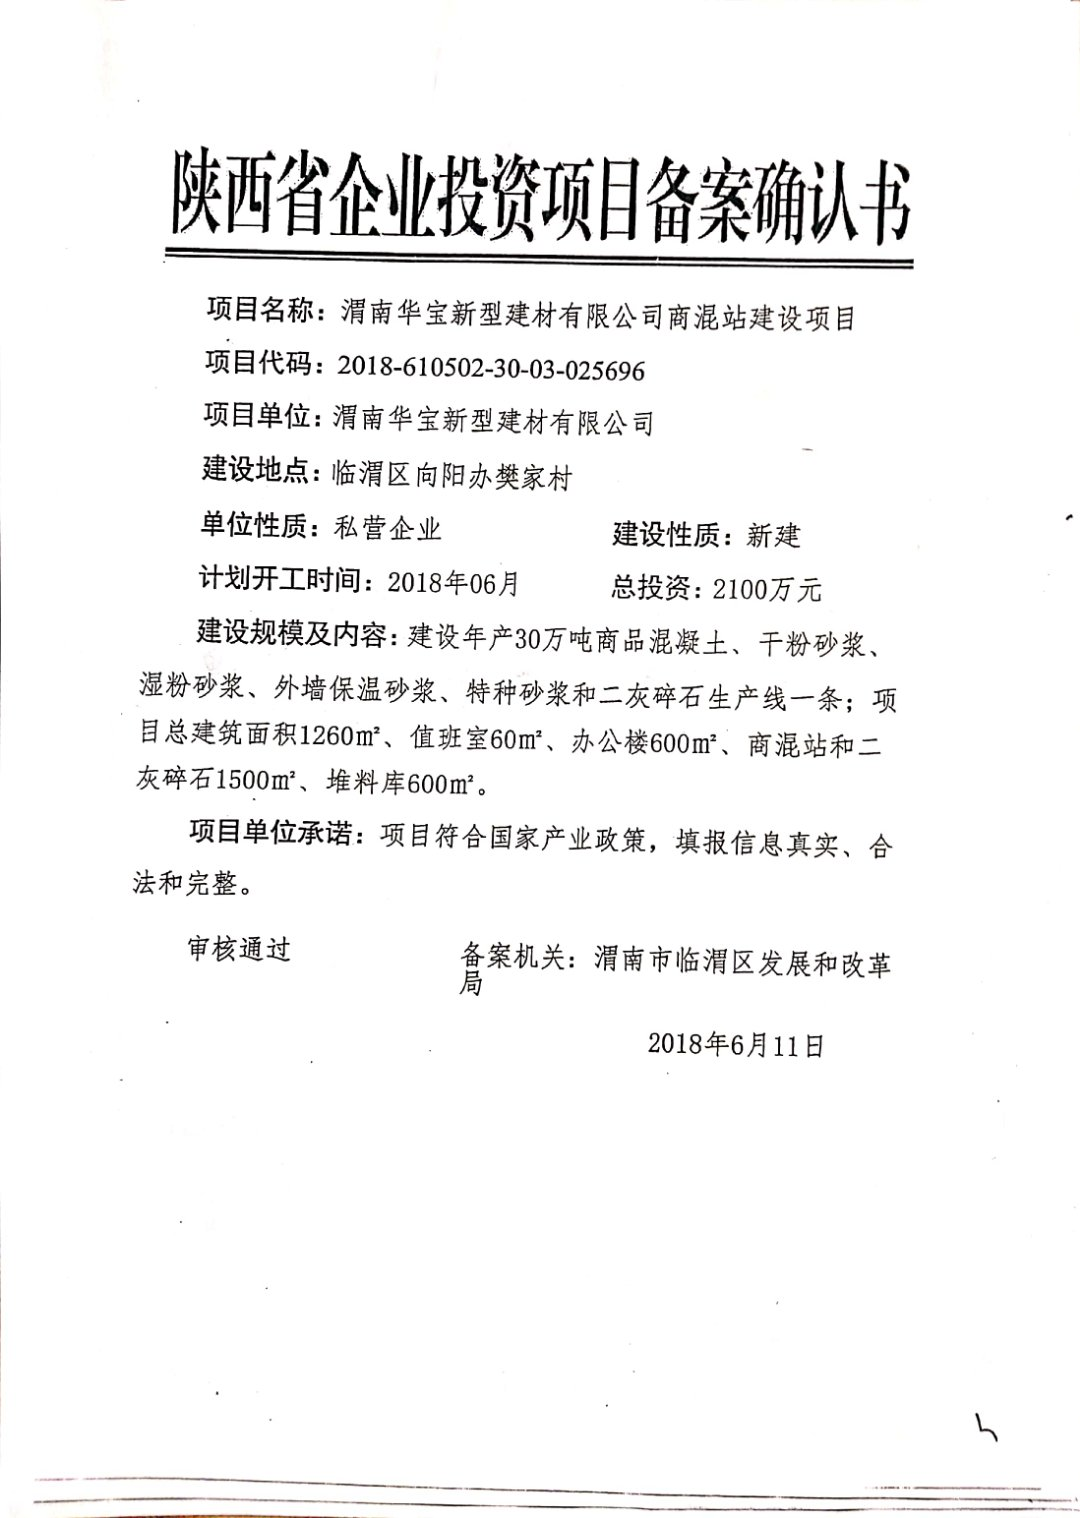 陕西省企业投资项目备案确认书
项目名称：渭南华宝新型建材有限公司商混站建设项目
项目代码：2018-610502-30-03-025696
项目单位：渭南华宝新型建材有限公司
建设地点：临渭区向阳办樊家村
单位性质：私营企业 建设性质：新建
计划开工时间：2018年06月 总投资：2100万元
建设规模及内容：建设年产30万吨商品混凝土、干粉砂浆、
湿粉砂浆、外墙保温砂浆、特种砂浆和二灰碎石生产线一条；项
目总建筑面积1260㎡、值班室60㎡、办公楼600㎡、商混站和二
灰碎石1500㎡、堆料库600㎡。
项目单位承诺：项目符合国家产业政策，填报信息真实、合
法和完整。
审核通过 备案机关：渭南市临渭区发展和改革
局
2018年6月11日